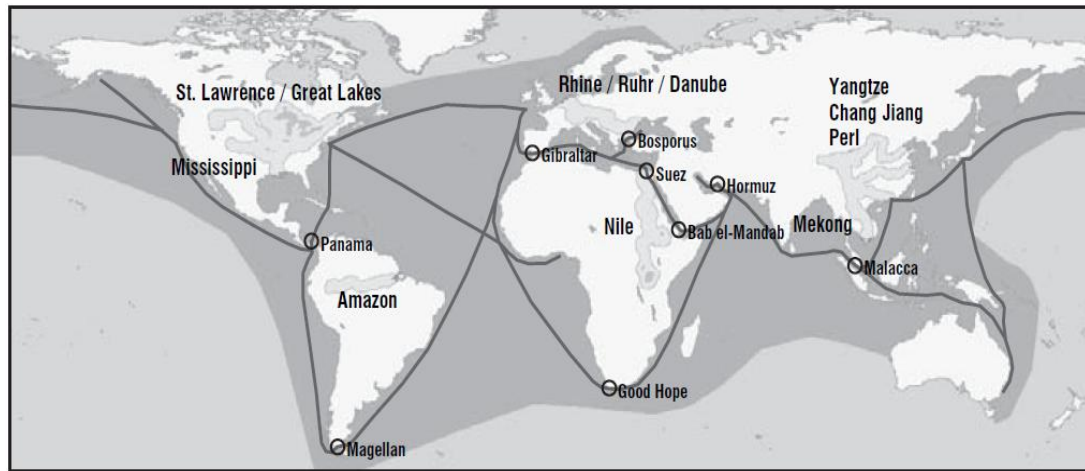 St. Lawrence / Great Lakes
Rhine / Ruhr / Danube
Yangtze
Chang Jiang
Perl
Mississippi
Gibraltar
Bosporus
Suez
Hormuz
Nile
Bab el-Mandab
Mekong
Panama
Malacca
Amazon
Good Hope
Magellan